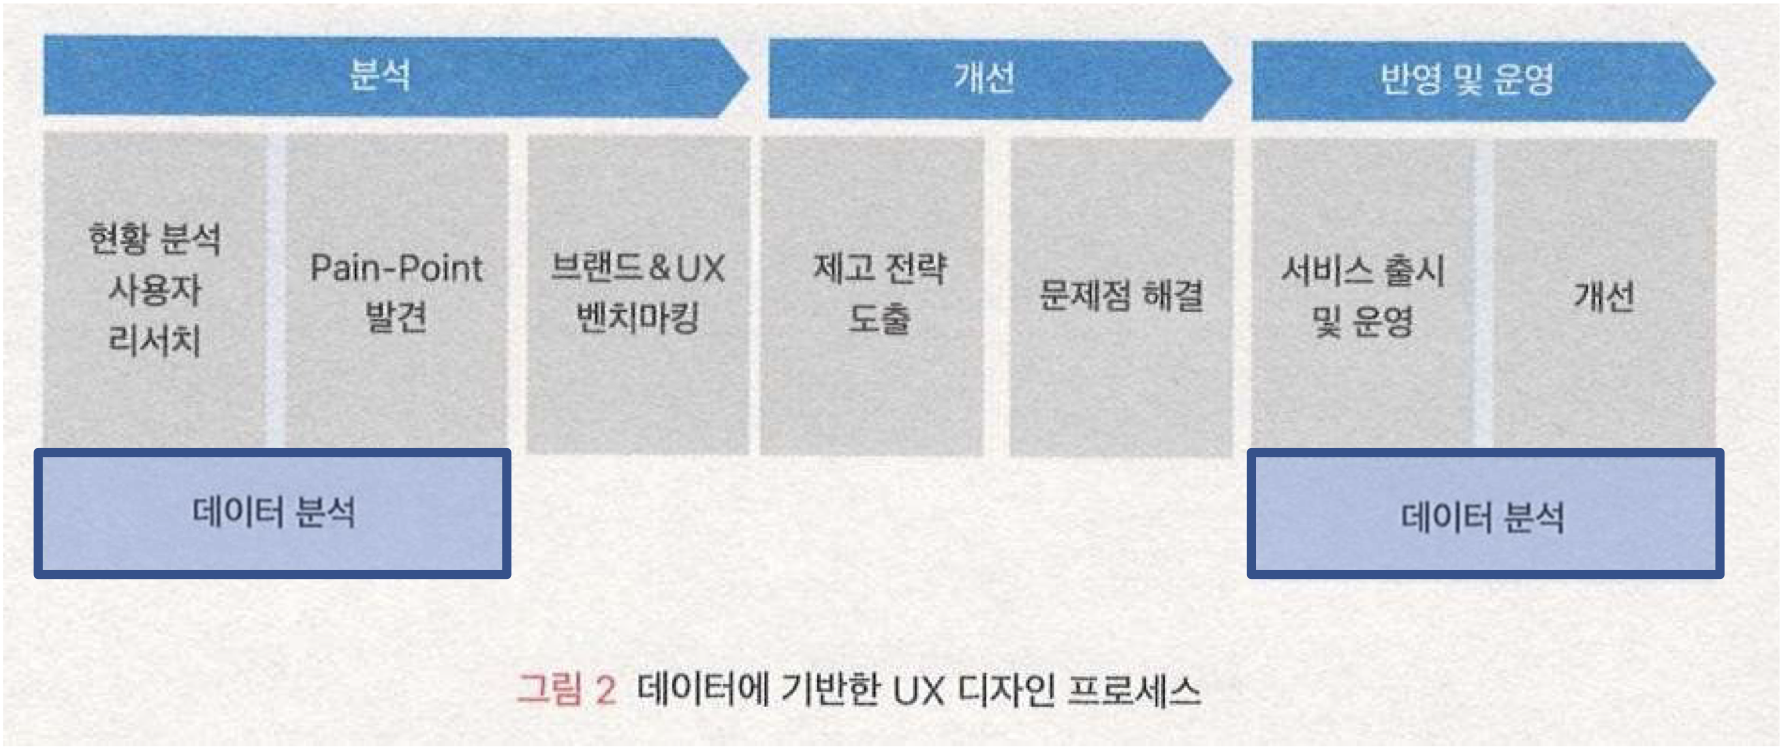 분석
개선
반영 및 운영
현황 분석
사용자
리서치
Pain-Point
발견
브랜드&UX
벤치마킹
제고 전략
도출
문제점 해결
서비스 출시
및 운영
개선
데이터 분석
데이터 분석
그림 2 데이터에 기반한 UX 디자인 프로세스